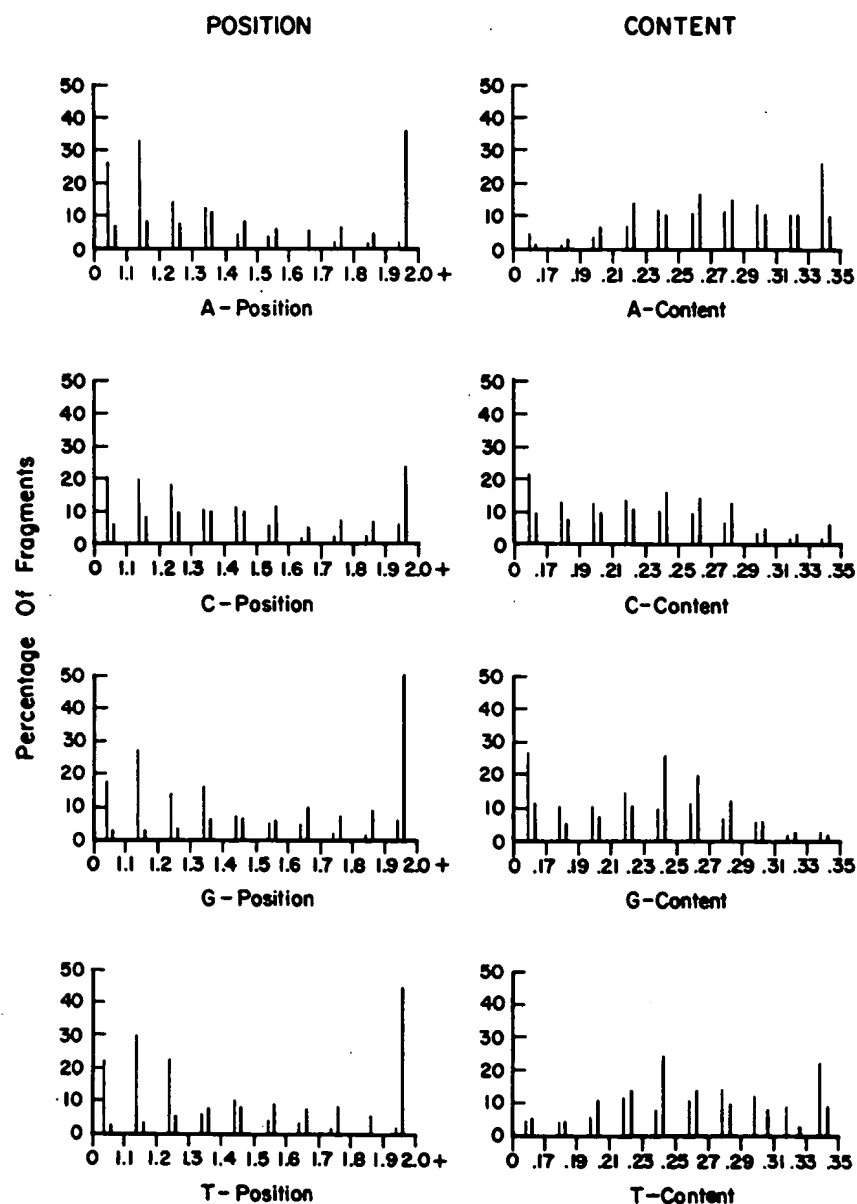 POSITION CONTENT
50 50
40 40
30 30
20 20
10 10
0 0
0 1.1 1.2 1.3 1.4 1.5 1.6 1.7 1.8 1.9 2.0 + 0 .17 .19 .21 .23 .25 .27 .29 .31 .33 .35
A-Position A-Content
50 50
40 40
30 30
20 20
10 10
0 0
0 1.1 1.2 1.3 1.4 1.5 1.6 1.7 1.8 1.9 2.0 + 0 .17 .19 .21 .23 .25 .27 .29 .31 .33 .35
C-Position C-Content
Percentage Of Fragments
50 50
40 40
30 30
20 20
10 10
0 0
0 1.1 1.2 1.3 1.4 1.5 1.6 1.7 1.8 1.9 2.0 + 0 .17 .19 .21 .23 .25 .27 .29 .31 .33 .35
G-Position G-Content
50 50
40 40
30 30
20 20
10 10
0 0
0 1.1 1.2 1.3 1.4 1.5 1.6 1.7 1.8 1.9 2.0+ 0 .17 .19 .21 .23 .25 .27 .29 .31 .33 .35
T-Position T-Content